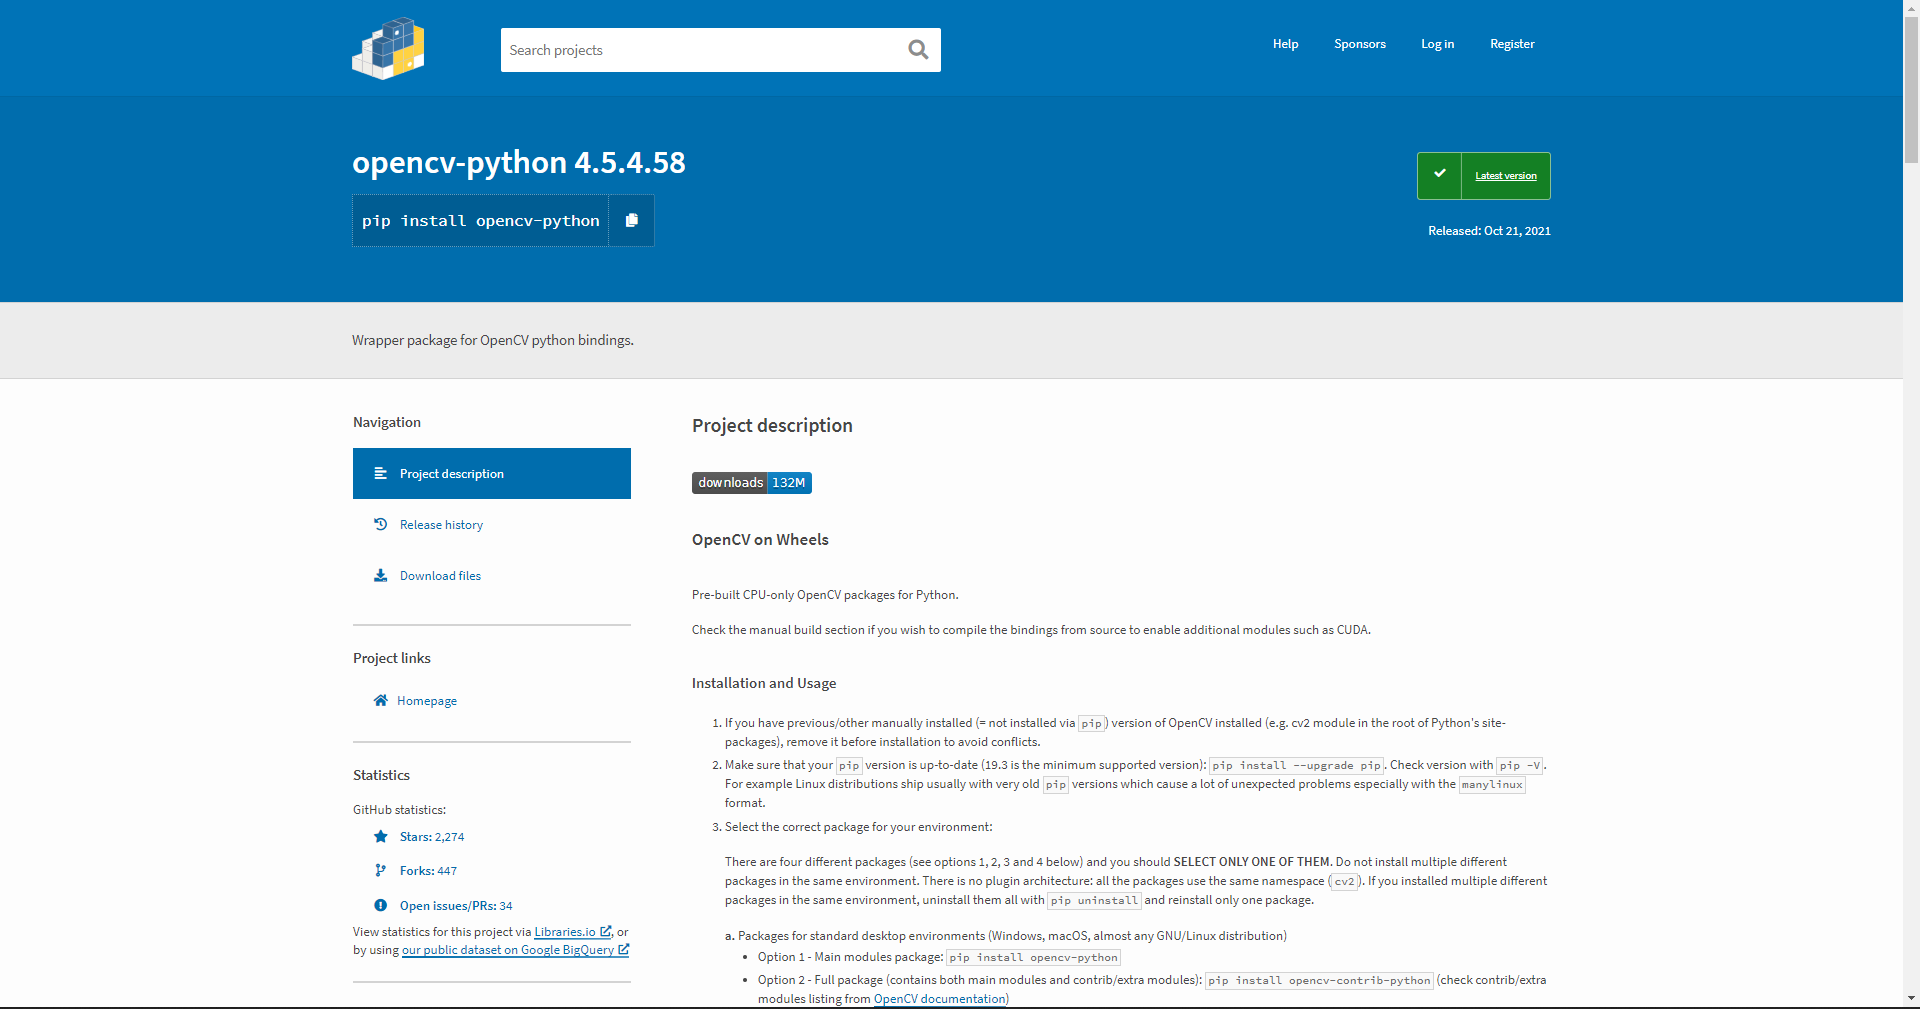 Search projects
Help
Sponsors
Log in
Register
opencv-python 4.5.4.58
pip install opencv-python
Latest version
Released: Oct 21, 2021
Wrapper package for OpenCV python bindings.
Navigation
Project description
Release history
Download files
Project links
Homepage
Statistics
GitHub statistics:
Stars: 2,274
Forks: 447
Open issues/PRs: 34
View statistics for this project via Libraries.io, or
by using our public dataset on Google BigQuery
Project description
downloads 132M
OpenCV on Wheels
Pre-built CPU-only OpenCV packages for Python.
Check the manual build section if you wish to compile the bindings from source to enable additional modules such as CUDA.
Installation and Usage
1. If you have previous/other manually installed (= not installed via pip) version of OpenCV installed (e.g. cv2 module in the root of Python's site-
packages), remove it before installation to avoid conflicts.
2. Make sure that your pip version is up-to-date (19.3 is the minimum supported version): pip install --upgrade pip. Check version with pip -V.
For example Linux distributions ship usually with very old pip versions which cause a lot of unexpected problems especially with the manylinux
format.
3. Select the correct package for your environment:
There are four different packages (see options 1, 2, 3 and 4 below) and you should SELECT ONLY ONE OF THEM. Do not install multiple different
packages in the same environment. There is no plugin architecture: all the packages use the same namespace (cv2). If you installed multiple different
packages in the same environment, uninstall them all with pip uninstall and reinstall only one package.
a. Packages for standard desktop environments (Windows, macOS, almost any GNU/Linux distribution)
• Option 1 - Main modules package: pip install opencv-python
• Option 2 - Full package (contains both main modules and contrib/extra modules): pip install opencv-contrib-python (check contrib/extra
modules listing from OpenCV documentation)